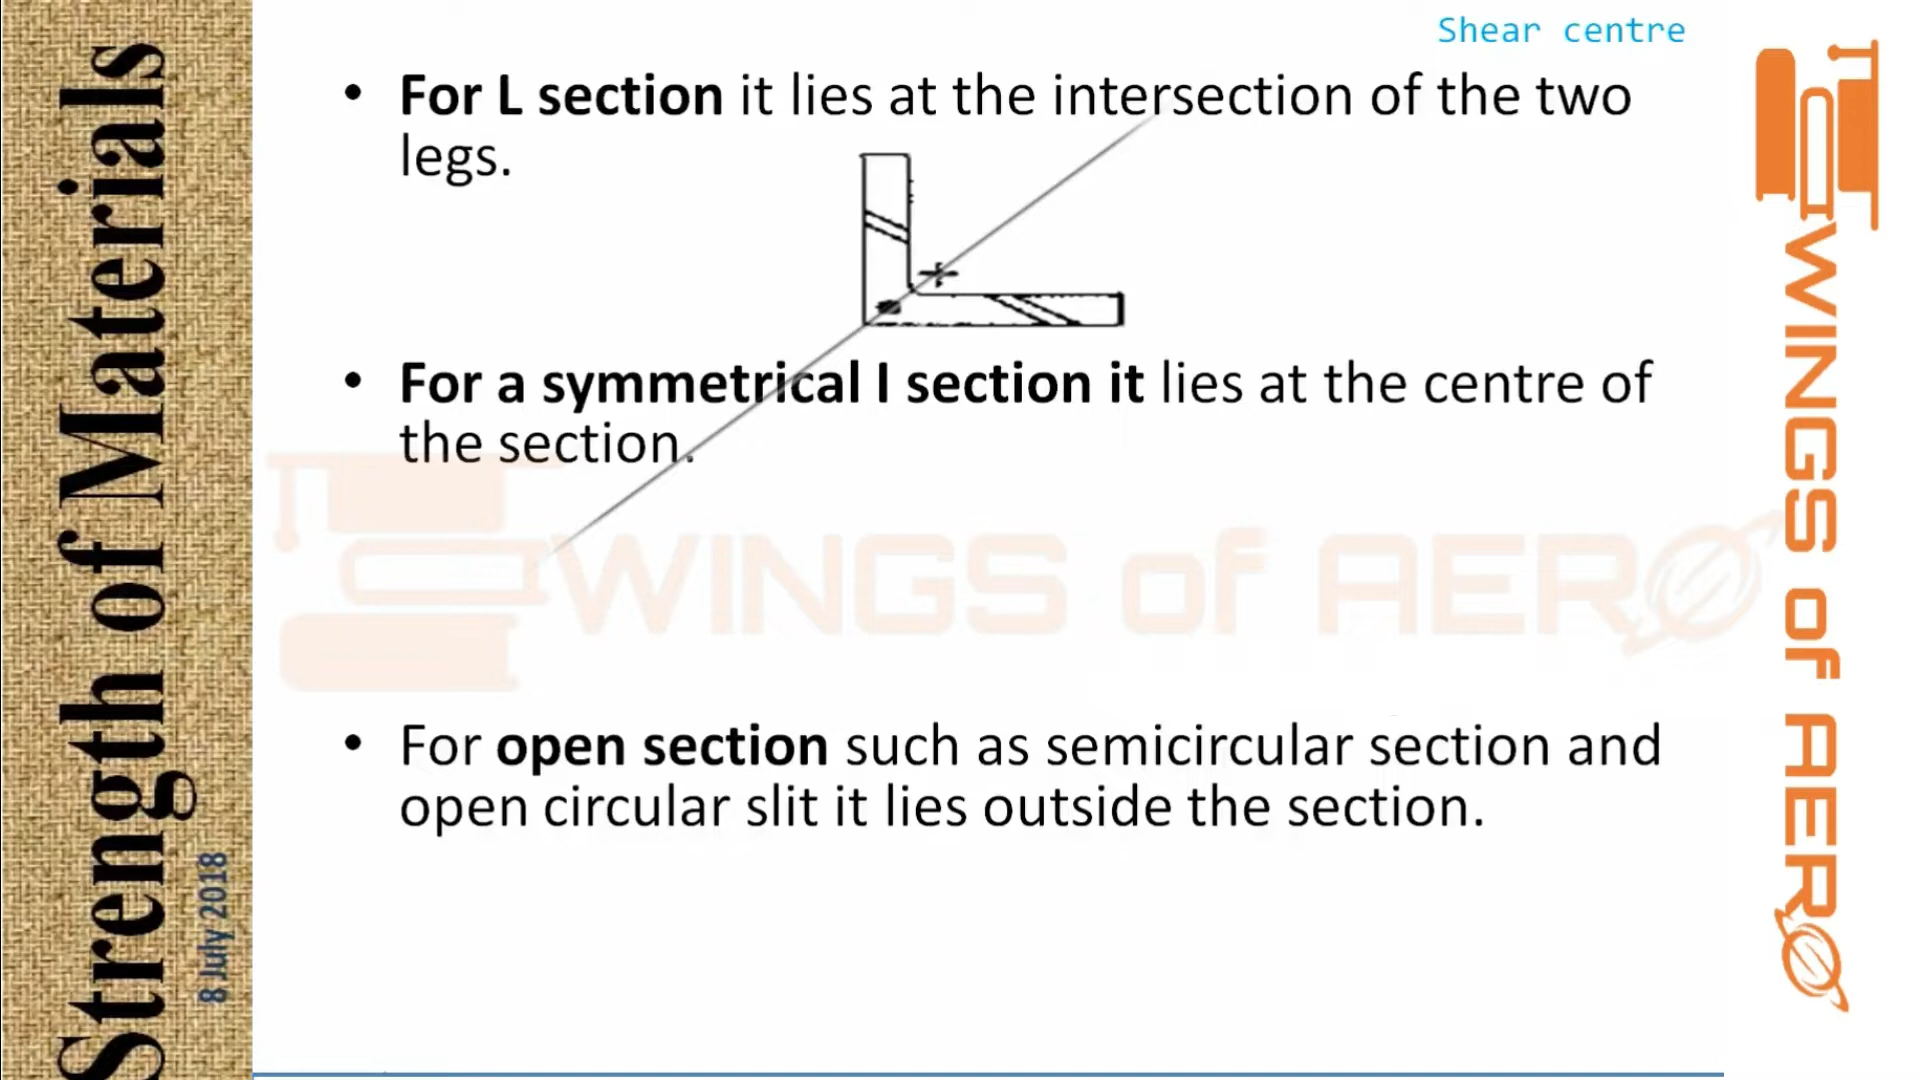 Shear centre
• For L section it lies at the intersection of the two
legs.
• For a symmetrical I section it lies at the centre of
the section.
• For open section such as semicircular section and
open circular slit it lies outside the section.
Strength of Materials
8 July 2018
WINGS of AERO
WINGS of AERO